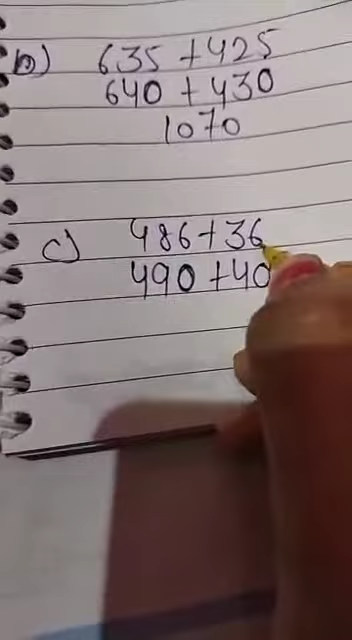 b) 635 + 425
640 + 430
1070
c) 486 + 36
490 + 40